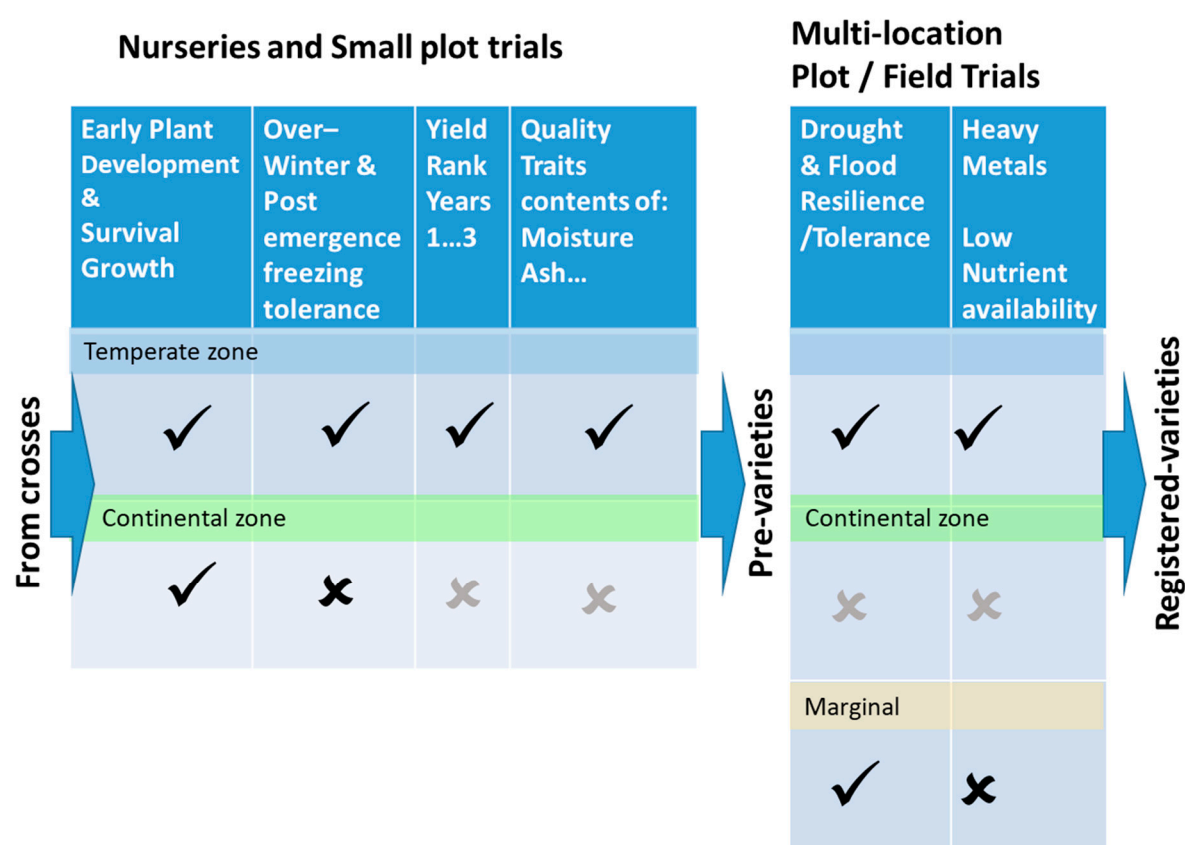 Nurseries and Small plot trials
Multi-location
Plot / Field Trials
Early Plant
Development
&
Survival
Growth
Over–
Winter &
Post
emergence
freezing
tolerance
Yield
Rank
Years
1...3
Quality
Traits
contents of:
Moisture
Ash...
Drought
& Flood
Resilience
/Tolerance
Heavy
Metals
Low
Nutrient
availability
Temperate zone
From crosses
Continental zone
Pre-varieties
Continental zone
Registered-varieties
Marginal